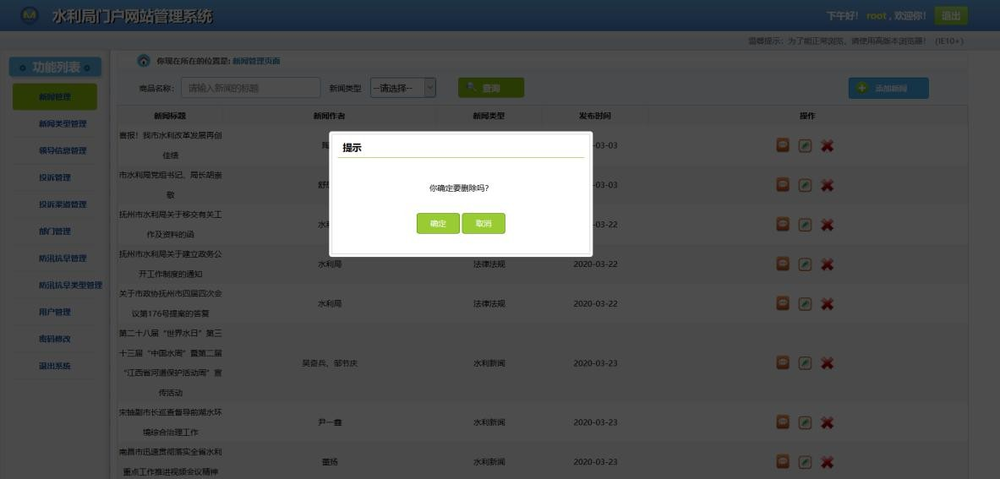 水利局门户网站管理系统
下午好! root , 欢迎你!
退出
温馨提示:为了能正常浏览,请使用高版本浏览器! (IE10+)
功能列表
新闻管理
新闻类型管理
领导信息管理
投诉管理
投诉渠道管理
部门管理
防汛抗旱管理
防汛抗旱类型管理
用户管理
密码修改
退出系统
你现在所在的位置是: 新闻管理页面
商品名称: 请输入新闻的标题 新闻类型 --请选择-- 查询 添加新闻
新闻标题 新闻作者 新闻类型 发布时间 操作
喜报!我市水利改革发展再创
佳绩
-03-03
市水利局党组书记、局长胡崇
敬
舒
-03-03
抚州市水利局关于移交有关工
作及资料的函
水
-03-22
抚州市水利局关于建立政务公
开工作制度的通知
水利局 法律法规 2020-03-22
关于市政协抚州市四届四次会
议第176号提案的答复
水利局 法律法规 2020-03-22
第二十八届“世界水日”第三
十三届“中国水周”暨第二届
“江西省河道保护活动周”宣
传活动
吴奇兵、邹节庆 水利新闻 2020-03-23
宋铀副市长巡查督导前湖水环
境综合治理工作
尹一鑫 水利新闻 2020-03-23
南昌市迅速贯彻落实全省水利
重点工作推进视频会议精神
董扬 水利新闻 2020-03-23
提示
你确定要删除吗?
确定 取消